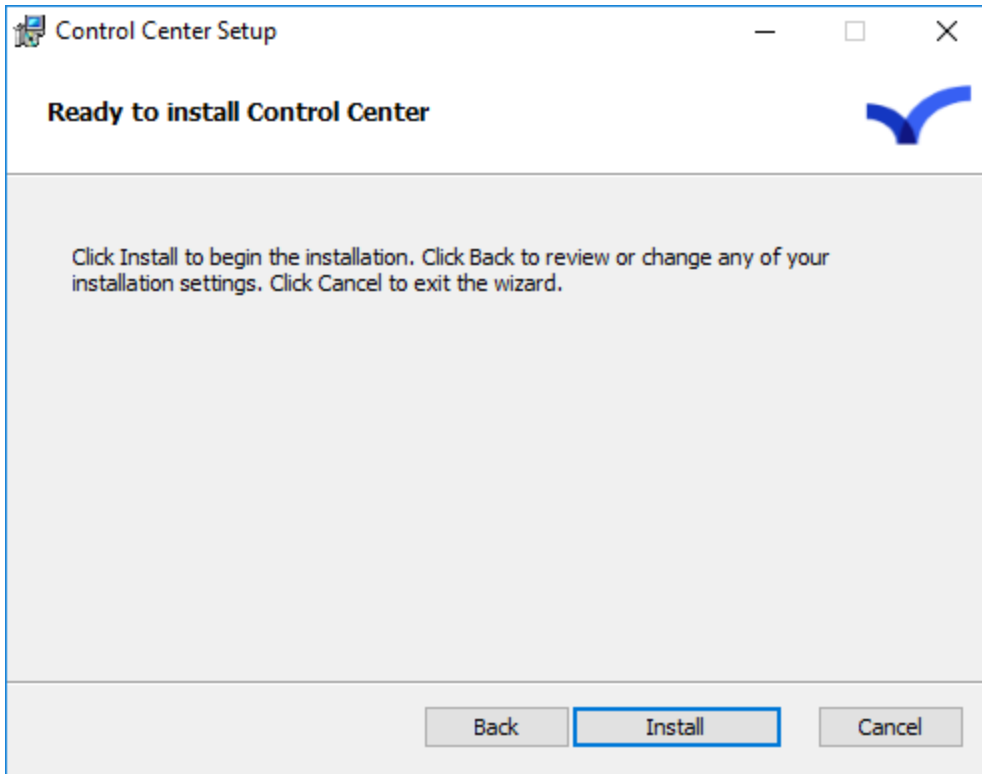 Control Center Setup
Ready to install Control Center
Click Install to begin the installation. Click Back to review or change any of your
installation settings. Click Cancel to exit the wizard.
Back Install Cancel